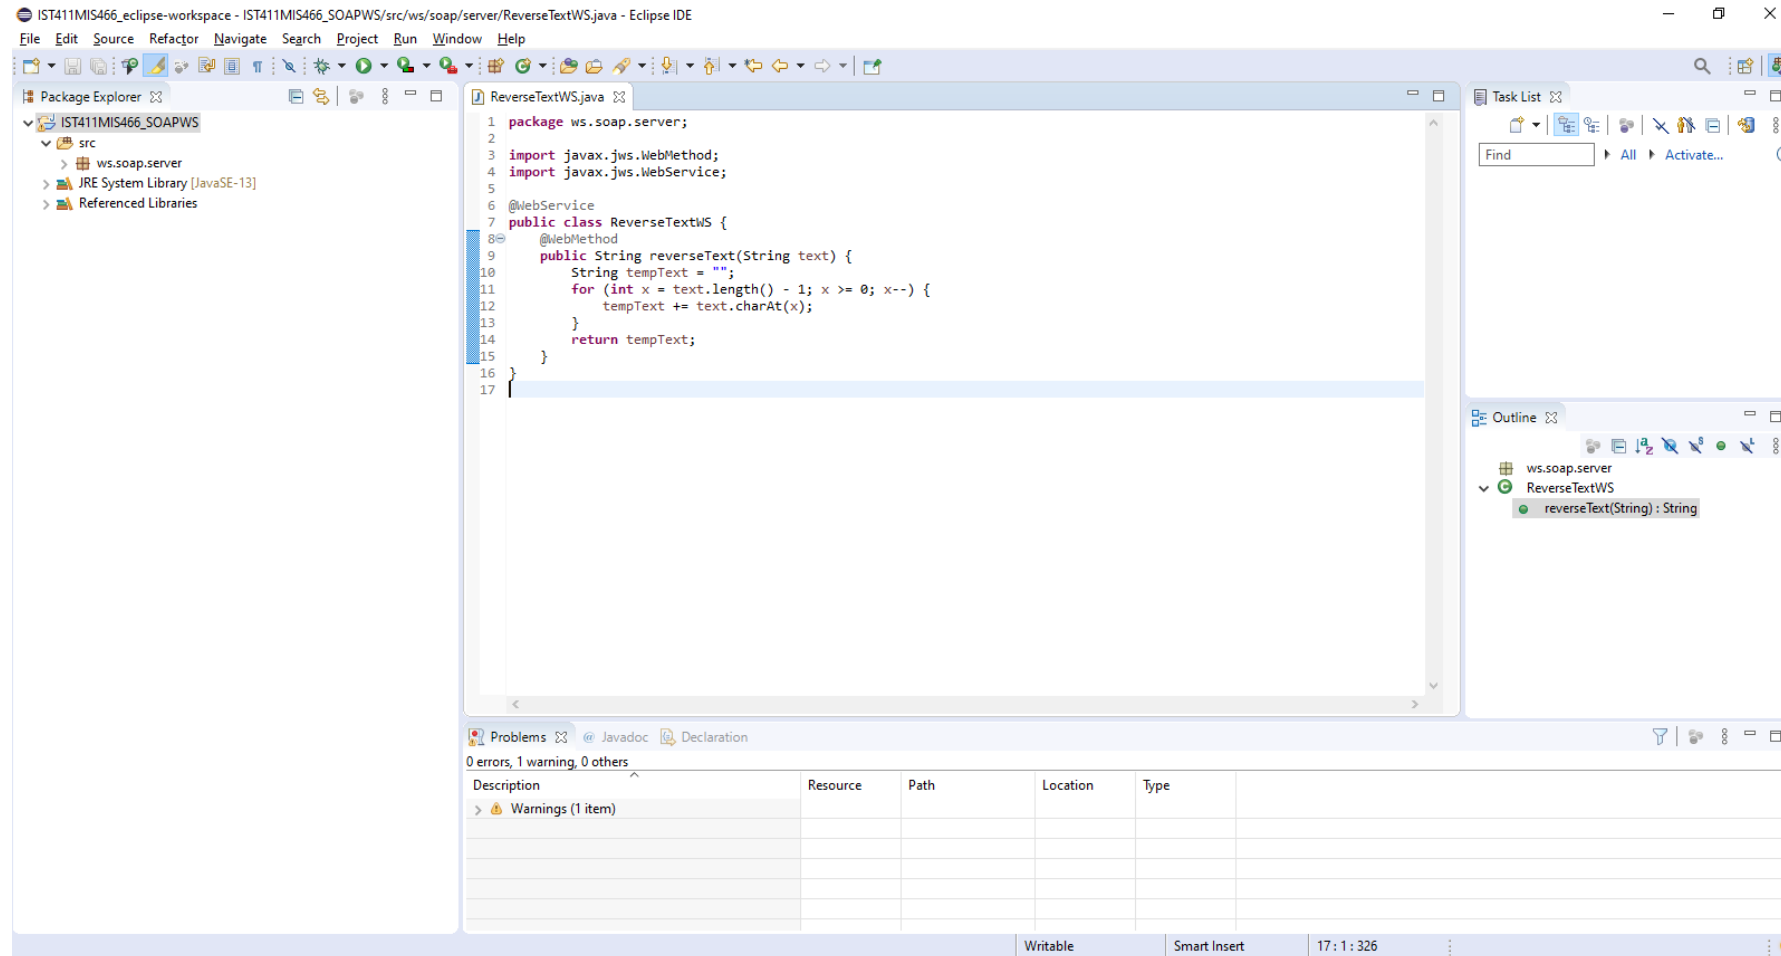 IST411MIS466_eclipse-workspace - IST411MIS466_SOAPWS/src/ws/soap/server/ReverseTextWS.java - Eclipse IDE
File Edit Source Refactor Navigate Search Project Run Window Help
Package Explorer
IST411MIS466_SOAPWS
src
ws.soap.server
JRE System Library [JavaSE-13]
Referenced Libraries
ReverseTextWS.java
1 package ws.soap.server;
2
3 import javax.jws.WebMethod;
4 import javax.jws.WebService;
5
6 @WebService
7 public class ReverseTextWS {
8 @WebMethod
9 public String reverseText(String text) {
10 String tempText = "";
11 for (int x = text.length() - 1; x >= 0; x--) {
12 tempText += text.charAt(x);
13 }
14 return tempText;
15 }
16 }
17
Task List
Find All Activate...
Outline
ws.soap.server
ReverseTextWS
reverseText(String) : String
Problems @ Javadoc Declaration
0 errors, 1 warning, 0 others
Description Resource Path Location Type
Warnings (1 item)
Writable Smart Insert 17 : 1 : 326